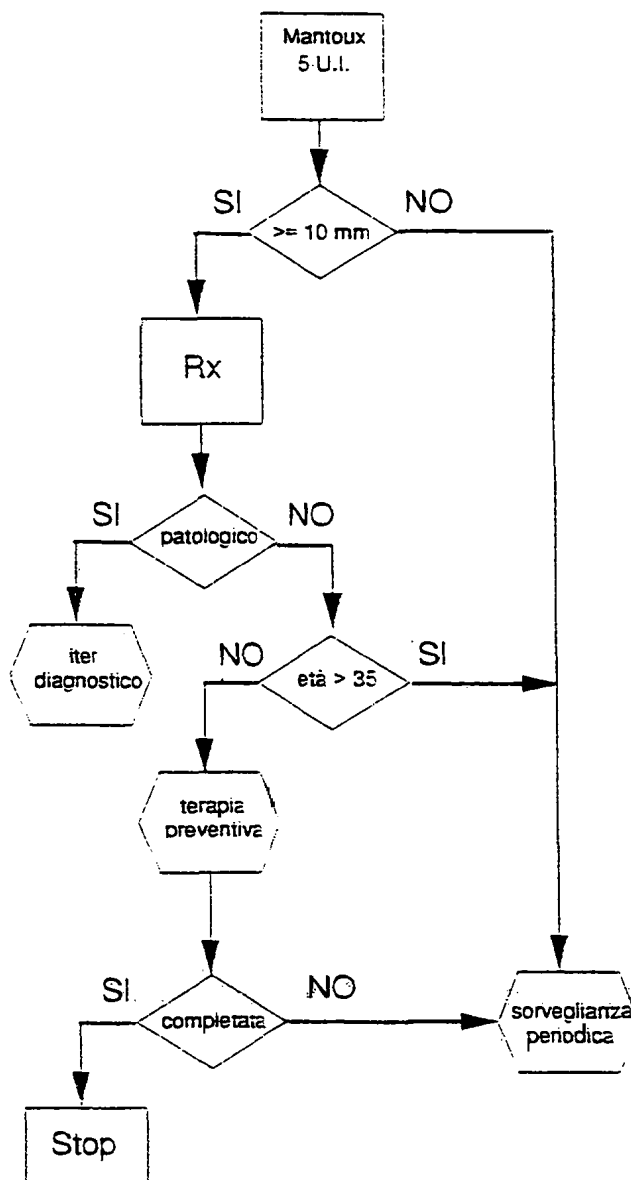 Mantoux
5 U.I.
SI
NO
>= 10 mm
Rx
SI
NO
patologico
iter
diagnostico
NO
SI
età > 35
terapia
preventiva
SI
NO
completata
sorveglianza
periodica
Stop